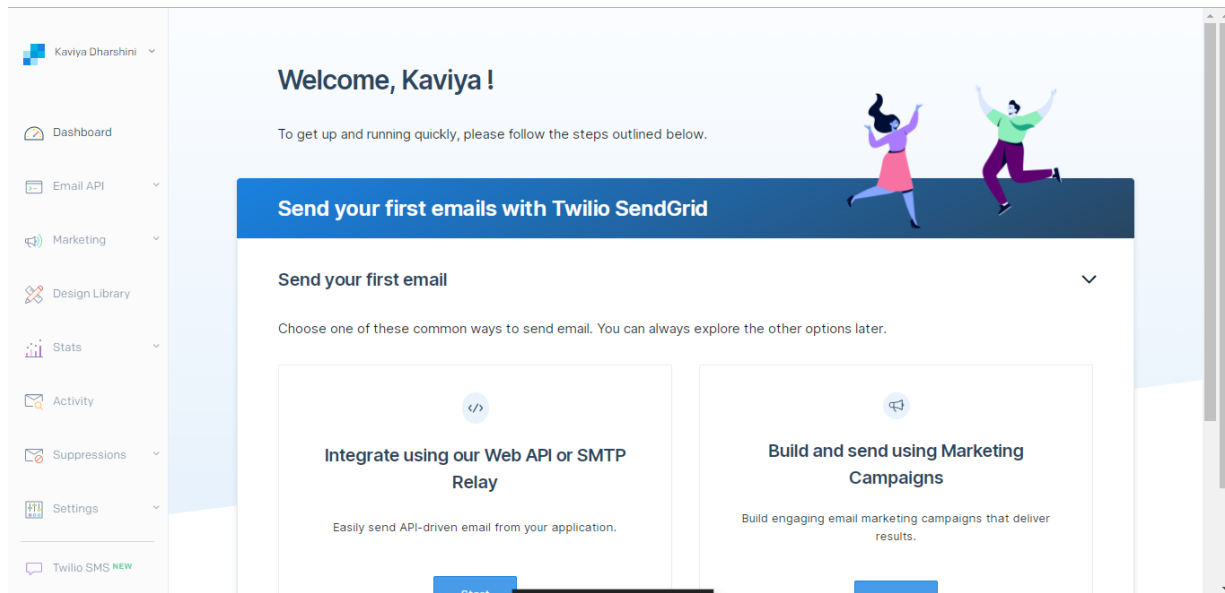 Kaviya Dharshini
Dashboard
Email API
Marketing
Design Library
Stats
Activity
Suppressions
Settings
Twilio SMS NEW
Welcome, Kaviya !
To get up and running quickly, please follow the steps outlined below.
Send your first emails with Twilio SendGrid
Send your first email
Choose one of these common ways to send email. You can always explore the other options later.
Integrate using our Web API or SMTP
Relay
Easily send API-driven email from your application.
Start
Build and send using Marketing
Campaigns
Build engaging email marketing campaigns that deliver
results.